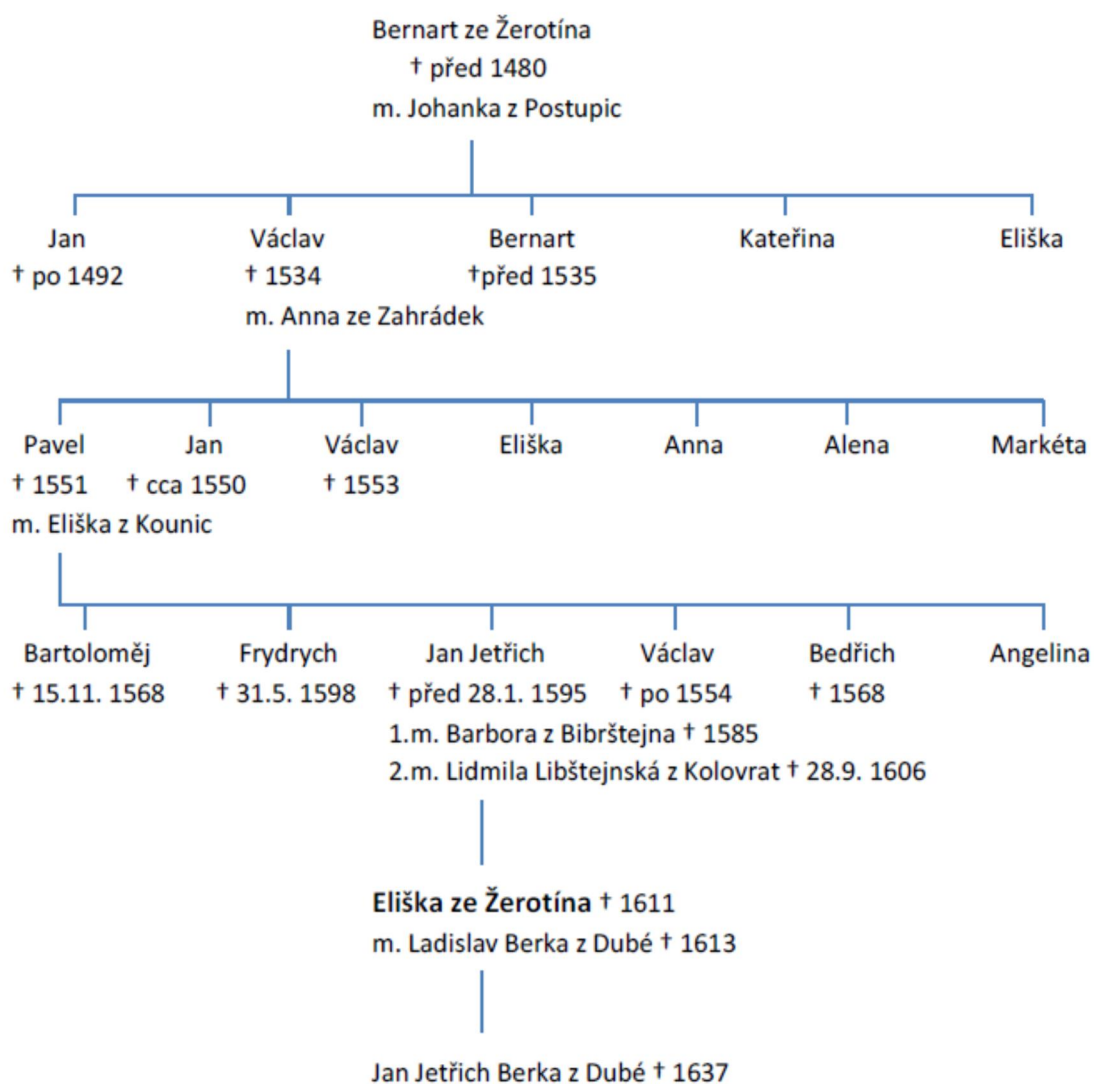 Bernart ze Žerotína
† před 1480
m. Johanka z Postupic
Jan Václav Bernart Kateřina Eliška
† po 1492 † 1534 †před 1535
m. Anna ze Zahrádek
Pavel Jan Václav Eliška Anna Alena Markéta
† 1551 † cca 1550 † 1553
m. Eliška z Kounic
Bartoloměj Frydrych Jan Jetřich Václav Bedřich Angelina
† 15.11. 1568 † 31.5. 1598 † před 28.1. 1595 † po 1554 † 1568
1.m. Barbora z Bibrštejna † 1585
2.m. Lidmila Libštejnská z Kolovrat † 28.9. 1606
Eliška ze Žerotína † 1611
m. Ladislav Berka z Dubé † 1613
Jan Jetřich Berka z Dubé † 1637